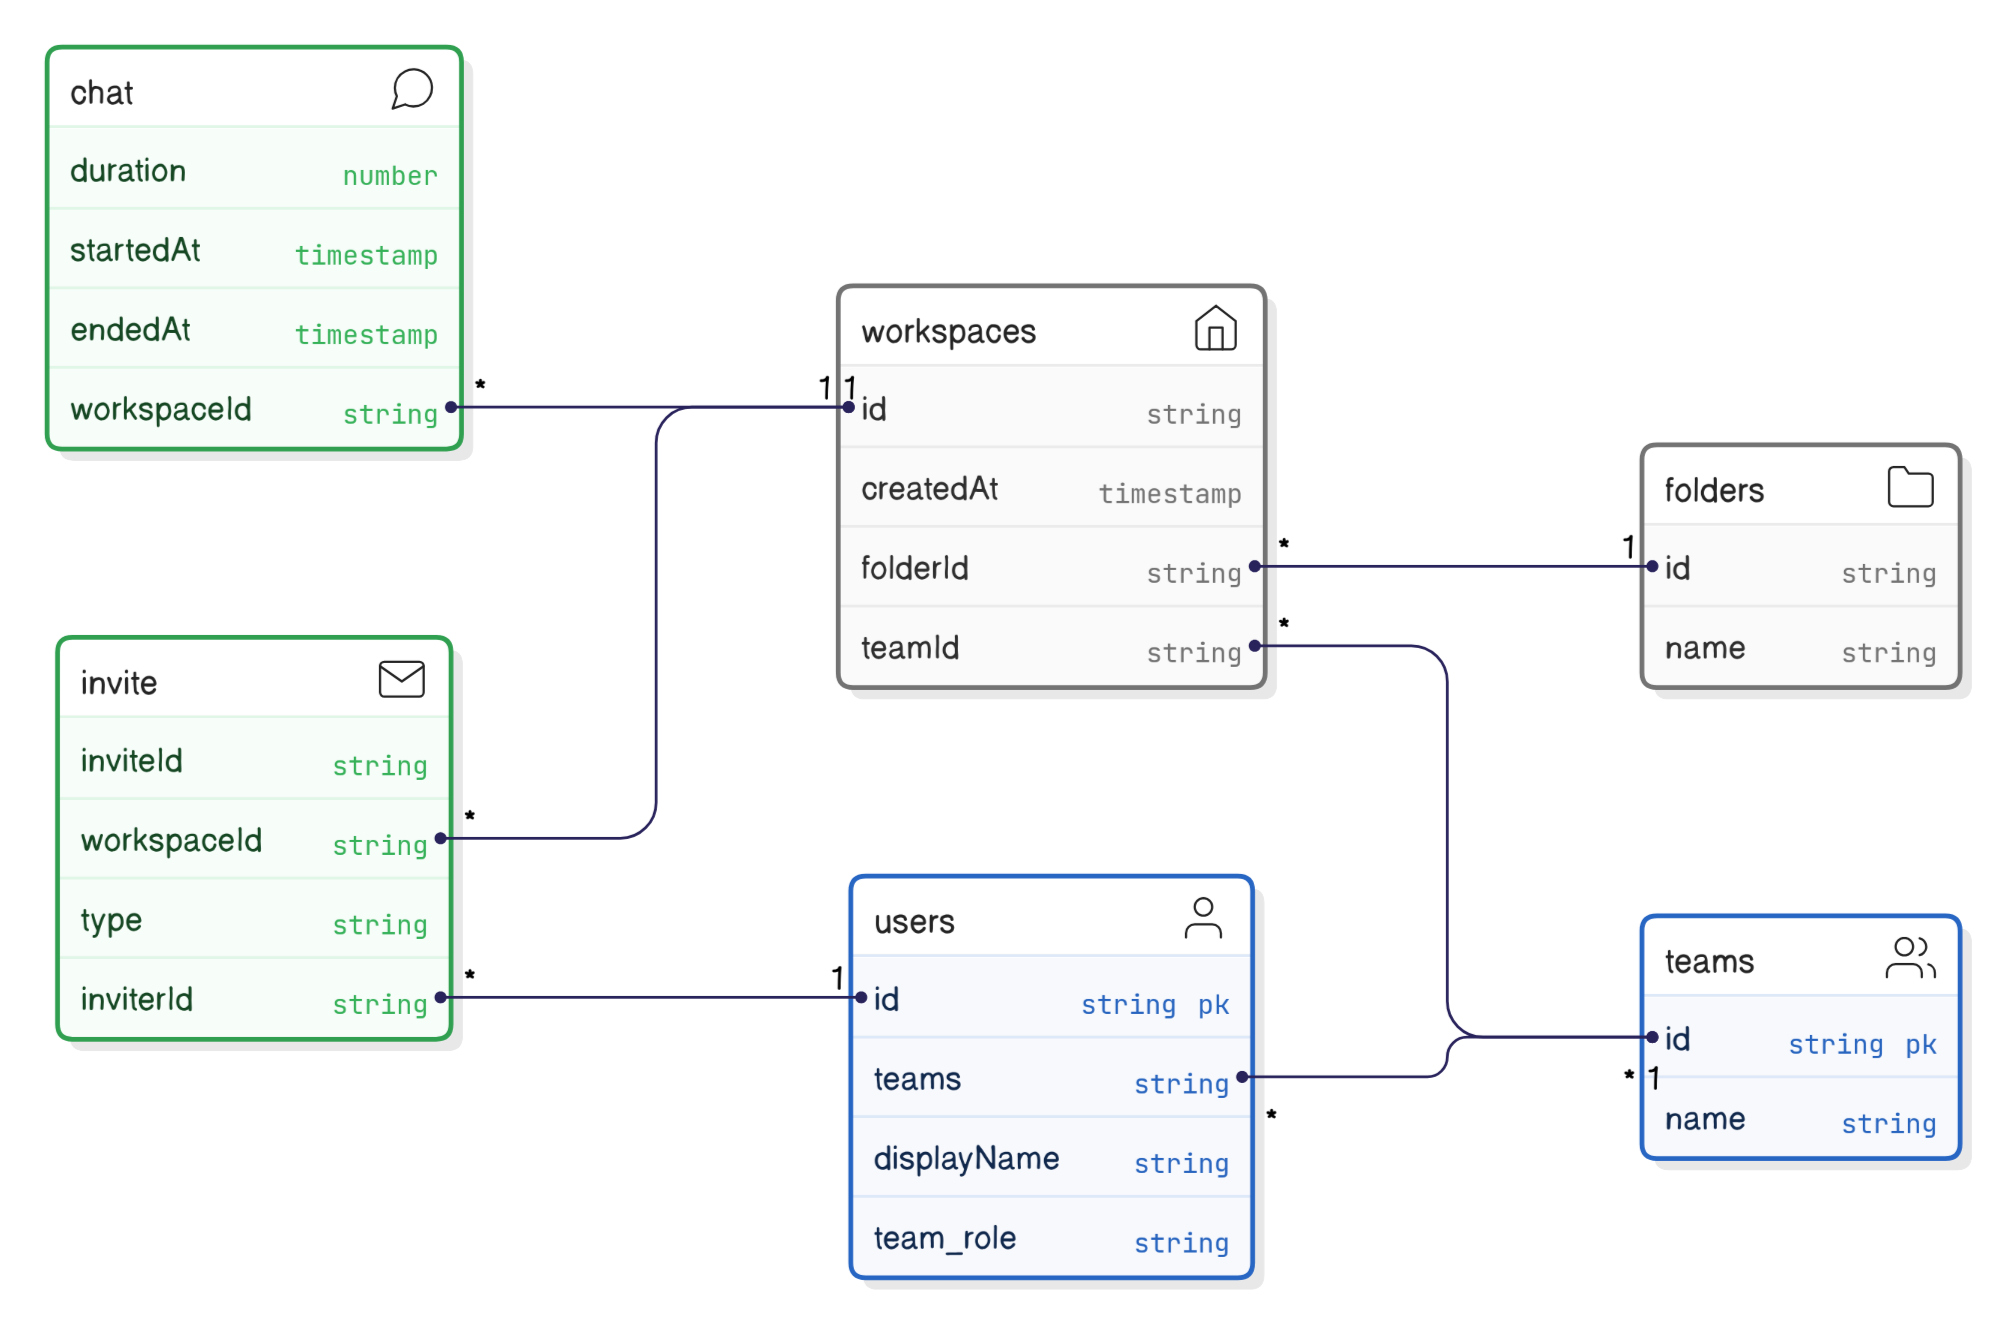 chat
duration number
startedAt timestamp
endedAt timestamp
workspaceId string
*
1 1
workspaces
id string
createdAt timestamp
folderId string
teamId string
*
*
1
folders
id string
name string
invite
inviteId string
workspaceId string
type string
inviterId string
*
*
1
users
id string pk
teams string
displayName string
team_role string
*
* 1
teams
id string pk
name string